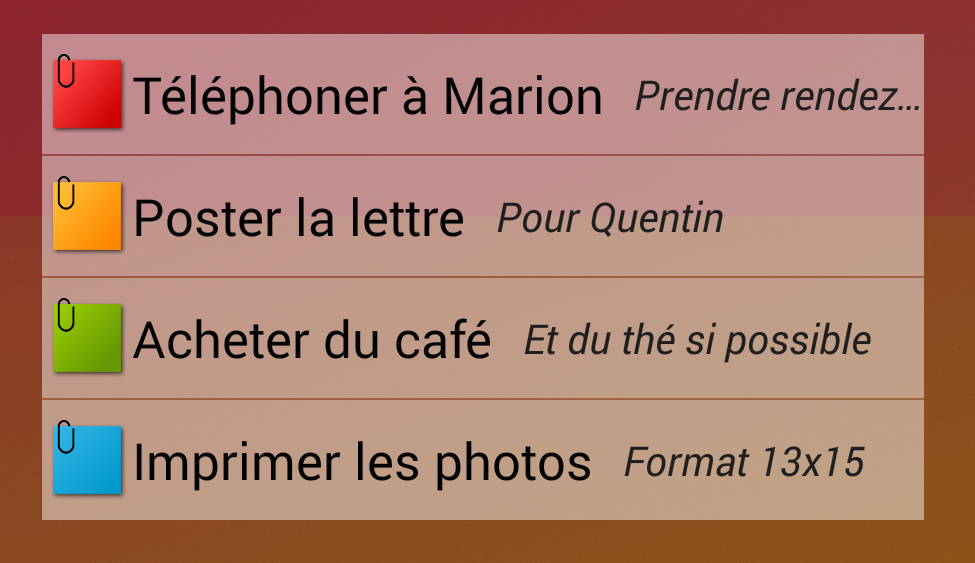 Téléphoner à Marion Prendre rendez...
Poster la lettre Pour Quentin
Acheter du café Et du thé si possible
Imprimer les photos Format 13x15